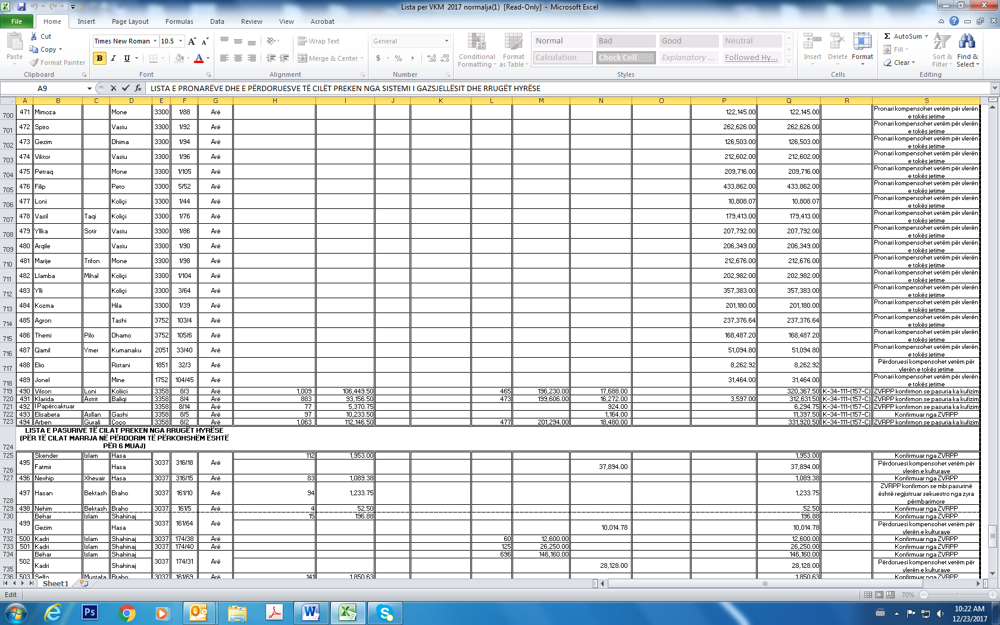 Lista per VKM 2017 normalja(1) [Read-Only] - Microsoft Excel
File Home Insert Page Layout Formulas Data Review View Acrobat
Cut Times New Roman 10.5 Wrap Text General Normal Bad Good Neutral AutoSum
Copy Fill
Paste Format Painter Merge & Center Conditional Formatting Format as Table Calculation Check Cell Explanatory ... Followed Hy... Insert Delete Format Clear Sort & Filter Find & Select
Clipboard Font Alignment Number Styles Cells Editing
A9 fx LISTA E PRONARËVE DHE E PËRDORUESVE TË CILËT PREKEN NGA SISTEMI I GAZSJELLËSIT DHE RRUGËT HYRËSE
A B C D E F G H I J K L M N O P Q R S
700 471 Mimoza Mone 3300 1/88 Arë 122,145.00 122,145.00 Pronari kompensohet vetëm për vlerën e tokës jetime
701 472 Spiro Vasiu 3300 1/92 Arë 262,626.00 262,626.00 Pronari kompensohet vetëm për vlerën e tokës jetime
702 473 Gezim Dhima 3300 1/94 Arë 126,503.00 126,503.00 Pronari kompensohet vetëm për vlerën e tokës jetime
703 474 Viktor Vasiu 3300 1/96 Arë 212,602.00 212,602.00 Pronari kompensohet vetëm për vlerën e tokës jetime
704 475 Petraq Mone 3300 1/105 Arë 209,716.00 209,716.00 Pronari kompensohet vetëm për vlerën e tokës jetime
705 476 Filip Peto 3300 5/52 Arë 433,862.00 433,862.00 Pronari kompensohet vetëm për vlerën e tokës jetime
706 477 Loni Koliçi 3300 1/44 Arë 10,808.07 10,808.07 Pronari kompensohet vetëm për vlerën e tokës jetime
707 478 Vasil Taqi Koliçi 3300 1/76 Arë 179,413.00 179,413.00 Pronari kompensohet vetëm për vlerën e tokës jetime
708 479 Yllka Sotir Vasiu 3300 1/86 Arë 207,792.00 207,792.00 Pronari kompensohet vetëm për vlerën e tokës jetime
709 480 Arqile Vasiu 3300 1/90 Arë 206,349.00 206,349.00 Pronari kompensohet vetëm për vlerën e tokës jetime
710 481 Marije Trifon Mone 3300 1/98 Arë 212,676.00 212,676.00 Pronari kompensohet vetëm për vlerën e tokës jetime
711 482 Llamba Mihal Koliçi 3300 1/104 Arë 202,982.00 202,982.00 Pronari kompensohet vetëm për vlerën e tokës jetime
712 483 Ylli Koliçi 3300 3/64 Arë 357,383.00 357,383.00 Pronari kompensohet vetëm për vlerën e tokës jetime
713 484 Kozma Hila 3300 1/39 Arë 201,180.00 201,180.00 Pronari kompensohet vetëm për vlerën e tokës jetime
714 485 Agron Tashi 3752 103/4 Arë 237,376.64 237,376.64 Pronari kompensohet vetëm për vlerën e tokës jetime
715 486 Themi Pilo Dhamo 3752 105/6 Arë 168,487.20 168,487.20 Pronari kompensohet vetëm për vlerën e tokës jetime
716 487 Qamil Ymer Kumanaku 2051 33/40 Arë 51,094.80 51,094.80 Pronari kompensohet vetëm për vlerën e tokës jetime
717 488 Elio Ristani 1851 32/3 Arë 8,262.92 8,262.92 Përdoruesi kompensohet vetëm për vlerën e tokës jetime
718 489 Jonel Mine 1752 104/45 Arë 31,464.00 31,464.00 Pronari kompensohet vetëm për vlerën e tokës jetime
719 490 Vilson Loni Koliici 3358 8/3 Arë 1,009 106,449.50 465 196,230.00 17,688.00 320,367.50 K-34-111-(157-C) ZVRPP konfirmon se pasuria ka kufizim
720 491 Klarida Astrit Baliqi 3358 8/4 Arë 883 93,156.50 473 199,606.00 16,272.00 3,597.00 312,631.50 K-34-111-(157-C) ZVRPP konfirmon se pasuria ka kufizim
721 492 I Papërcaktuar 3358 8/14 Arë 77 5,370.75 924.00 6,294.75 K-34-111-(157-C) ZVRPP konfirmon se pasuria ka kufizim
722 493 Elisabeta Asllan Gashi 3358 8/5 Arë 97 10,233.50 1,164.00 11,397.50 K-34-111-(157-C) Konfirmuar nga ZVRPP
723 494 Arben Gurali Çoço 3358 8/2 Arë 1,063 112,146.50 477 201,294.00 18,480.00 331,920.50 K-34-111-(157-C) ZVRPP konfirmon se pasuria ka kufizim
LISTA E PASURIVE TË CILAT PREKEN NGA RRUGËT HYRËSE
(PËR TË CILAT MARRJA NË PËRDORIM TË PËRKOHSHËM ËSHTË
724 PËR 6 MUAJ)
725 495 Skender Islam Hasa 3037 316/18 Arë 112 1,953.00 1,953.00 Konfirmuar nga ZVRPP
726 Fatmir Hasa 37,894.00 37,894.00 Përdoruesi kompensohet vetëm për vlerën e kulturave
727 496 Nexhip Xhevair Hasa 3037 316/15 Arë 83 1,089.38 1,089.38 Konfirmuar nga ZVRPP
728 497 Hasan Bektash Braho 3037 161/10 Arë 94 1,233.75 1,233.75 ZVRPP konfirmon se mbi pasurinë është regjistruar sekuestro nga zyra përmbarimore
729 498 Nehim Bektash Braho 3037 161/5 Arë 4 52.50 52.50 Konfirmuar nga ZVRPP
730 499 Behar Islam Shahinaj 3037 161/64 Arë 15 196.88 196.88 Konfirmuar nga ZVRPP
731 Gezim Hasa 10,014.78 10,014.78 Përdoruesi kompensohet vetëm për vlerën e kulturave
732 500 Kadri Islam Shahinaj 3037 174/38 Arë 60 12,600.00 12,600.00 Konfirmuar nga ZVRPP
733 501 Kadri Islam Shahinaj 3037 174/40 Arë 125 26,250.00 26,250.00 Konfirmuar nga ZVRPP
734 502 Behar Islam Shahinaj 3037 174/31 Arë 696 146,160.00 146,160.00 Konfirmuar nga ZVRPP
735 Kadri Shahinaj 28,128.00 28,128.00 Përdoruesi kompensohet vetëm për vlerën e kulturave
736 503 Selfo Mustafa Braho 3037 161/69 Arë 141 1,850.63 1,850.63 Konfirmuar nga ZVRPP
Sheet1
Edit 70%
10:22 AM
12/23/2017